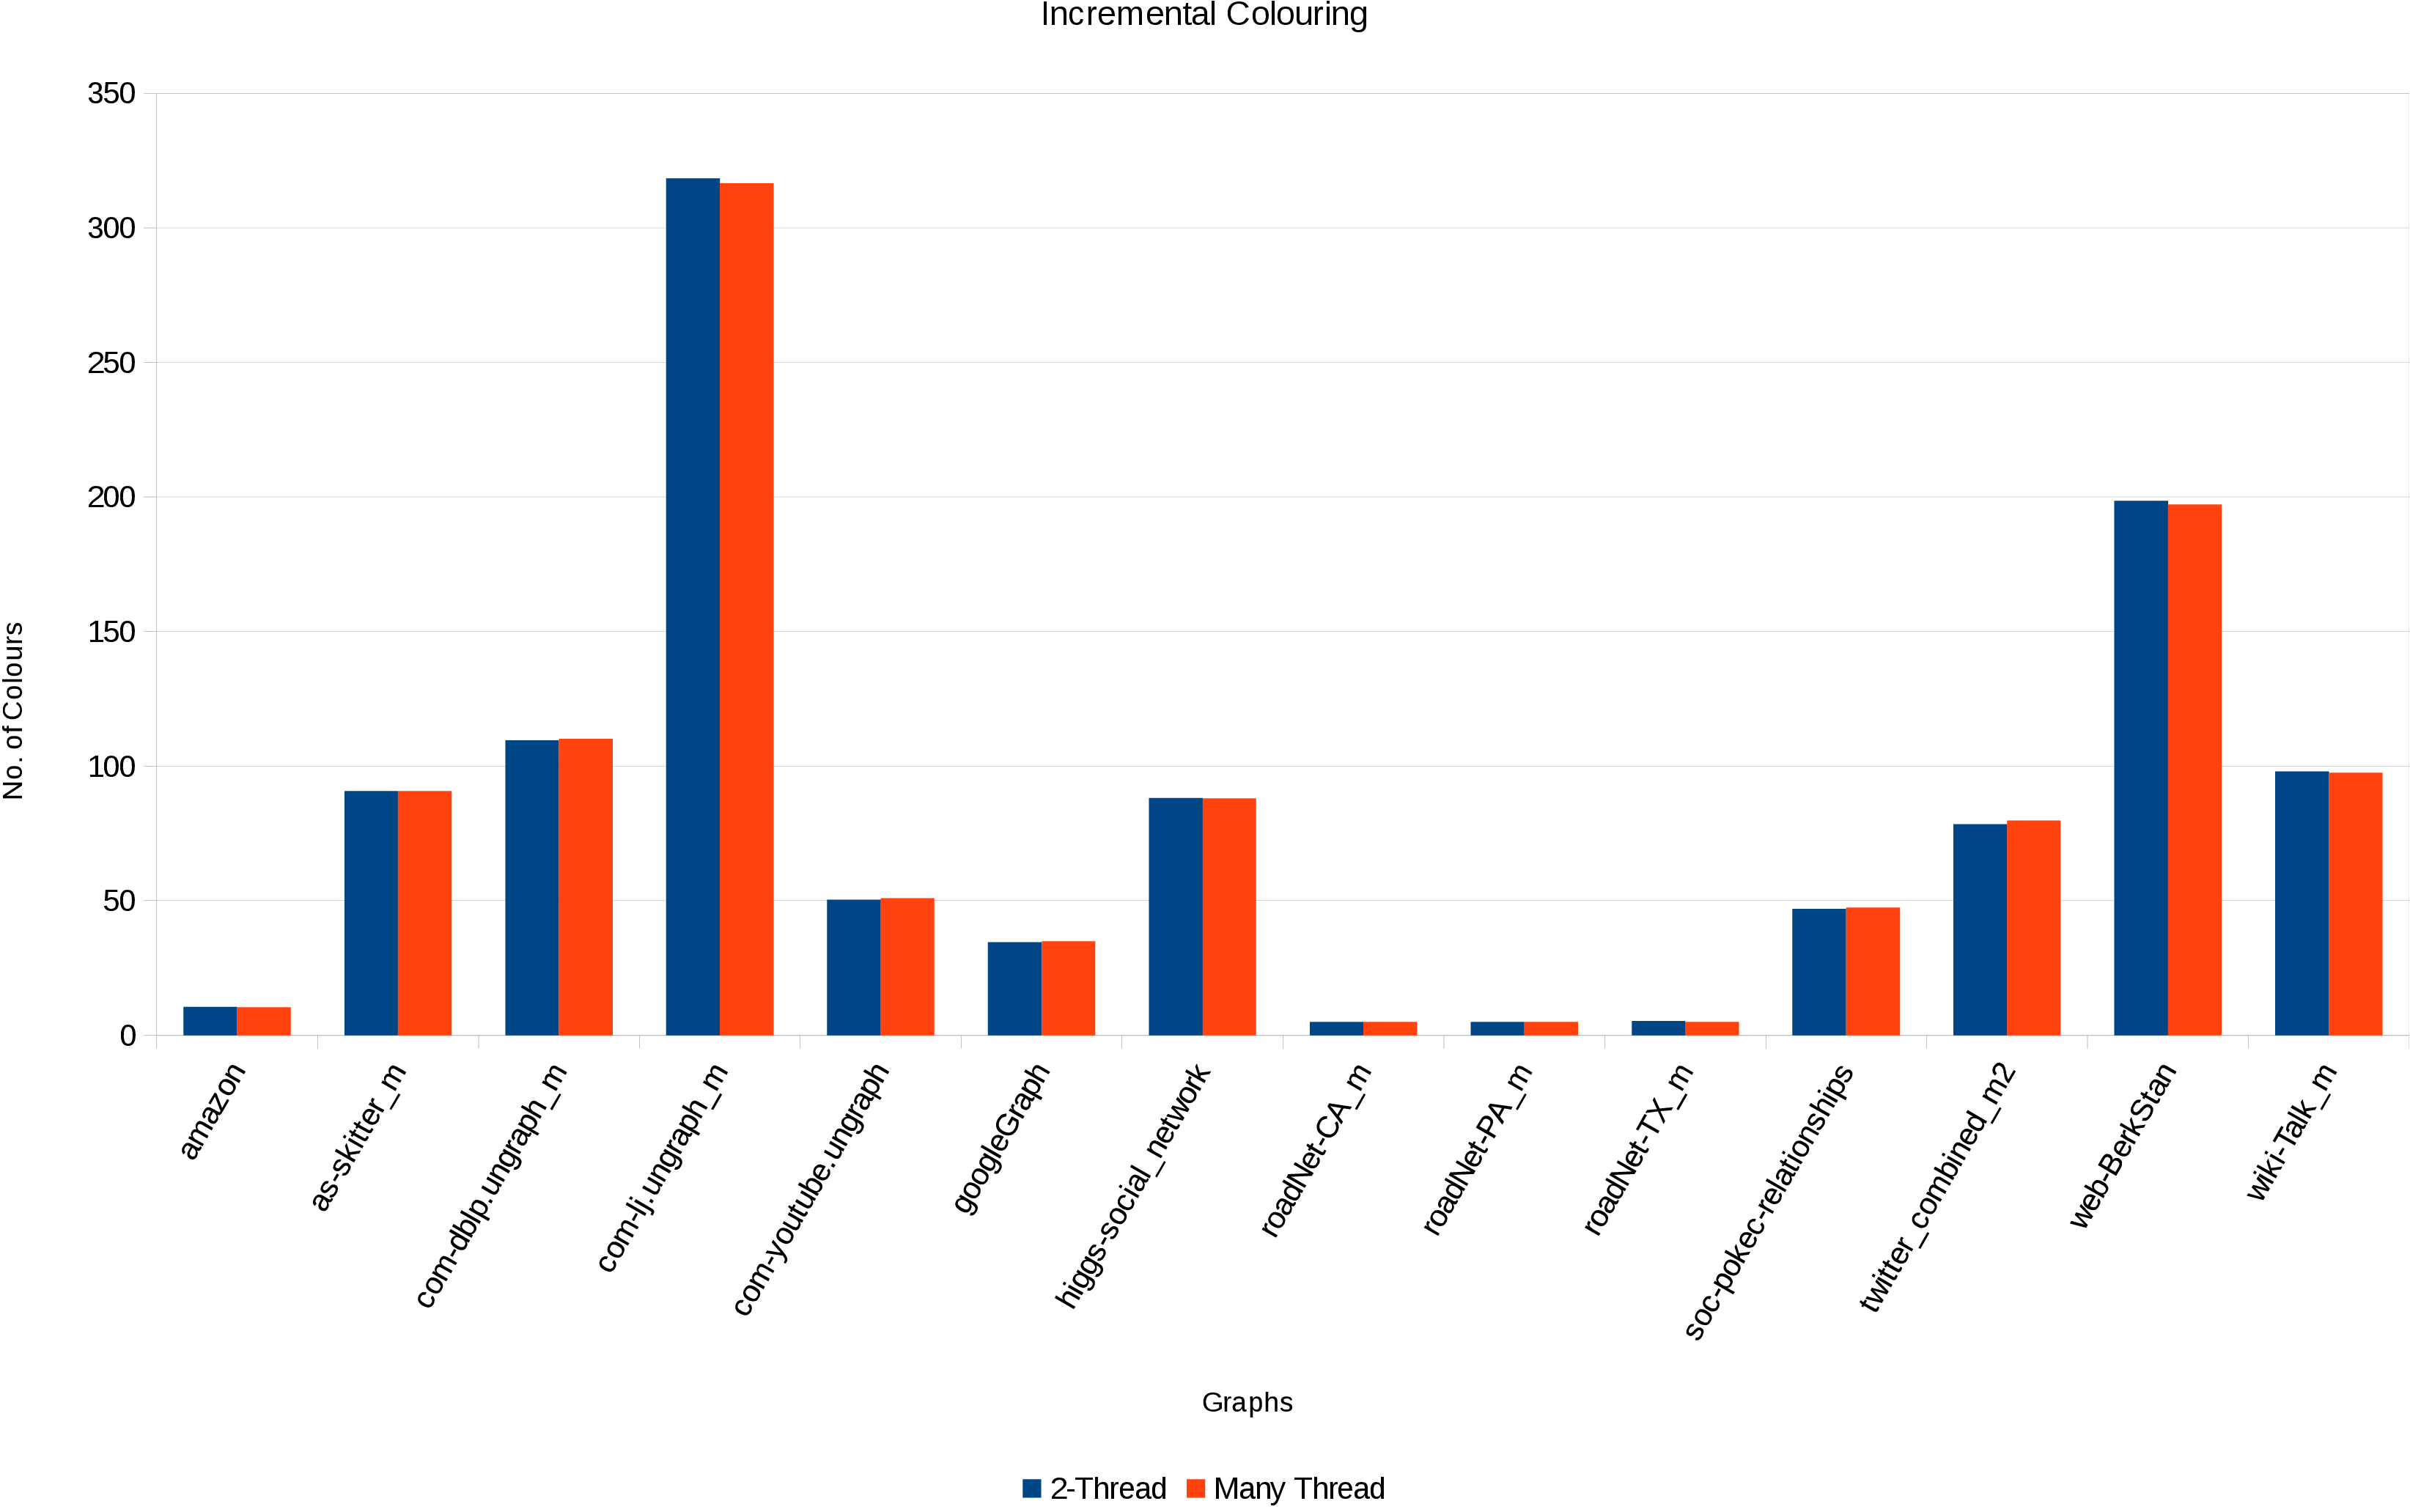 Incremental Colouring
350
300
250
200
150
100
50
0
No. of Colours
amazon
as-skitter_m
com-dblp.ungraph_m
com-lj.ungraph_m
com-youtube.ungraph
googleGraph
higgs-social_network
roadNet-CA_m
roadNet-PA_m
roadNet-TX_m
soc-pokec-relationships
twitter_combined_m2
web-BerkStan
wiki-Talk_m
Graphs
2-Thread Many Thread